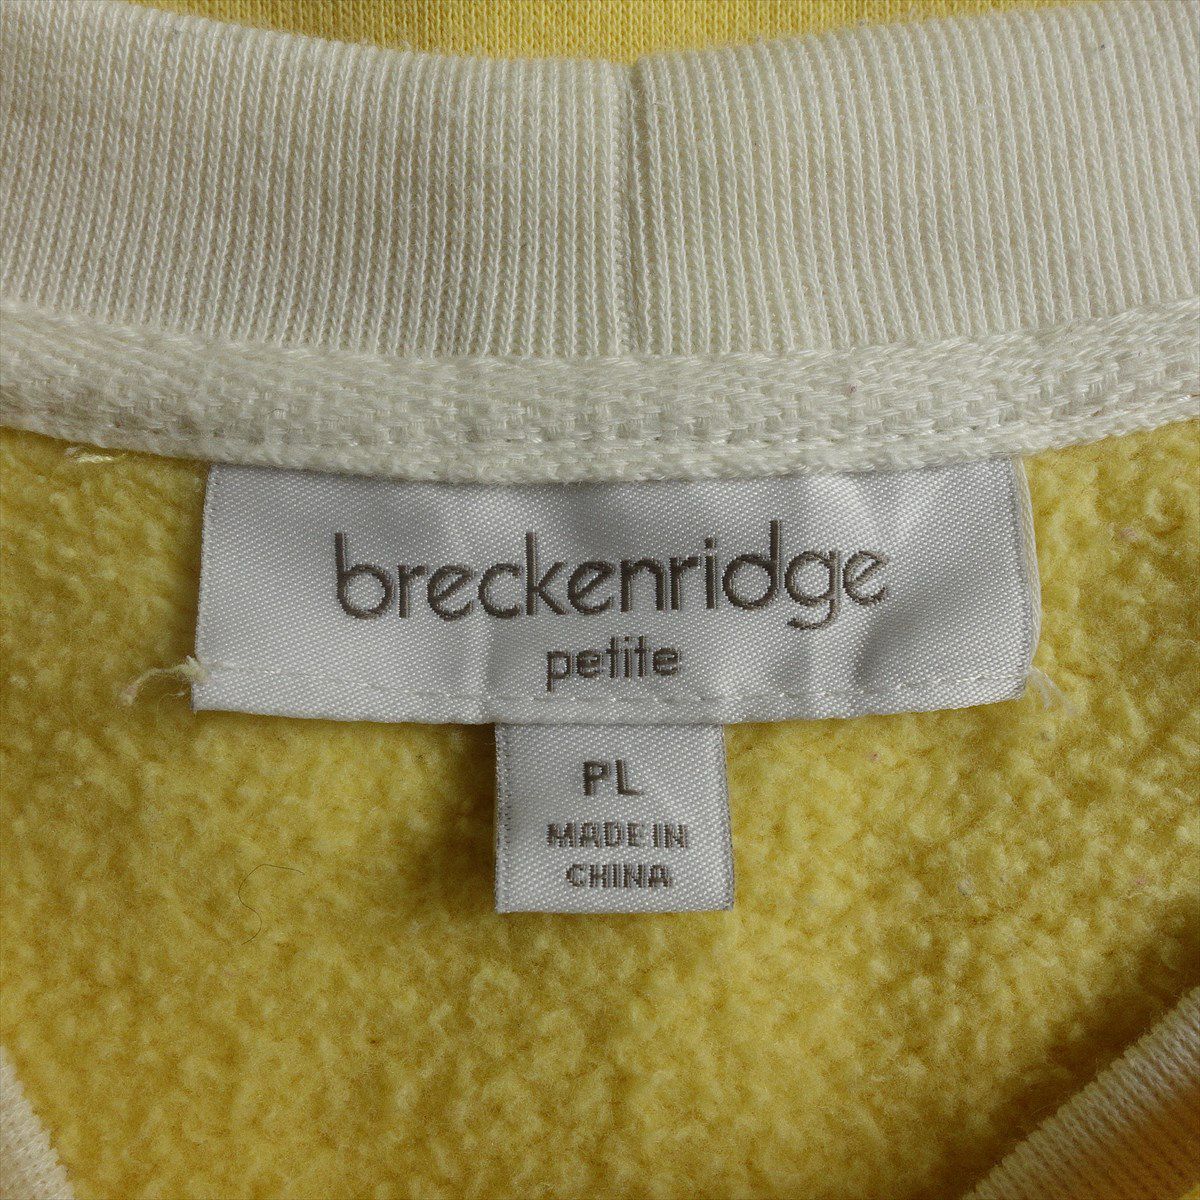 breckenridge
petite
PL
MADE IN
CHINA